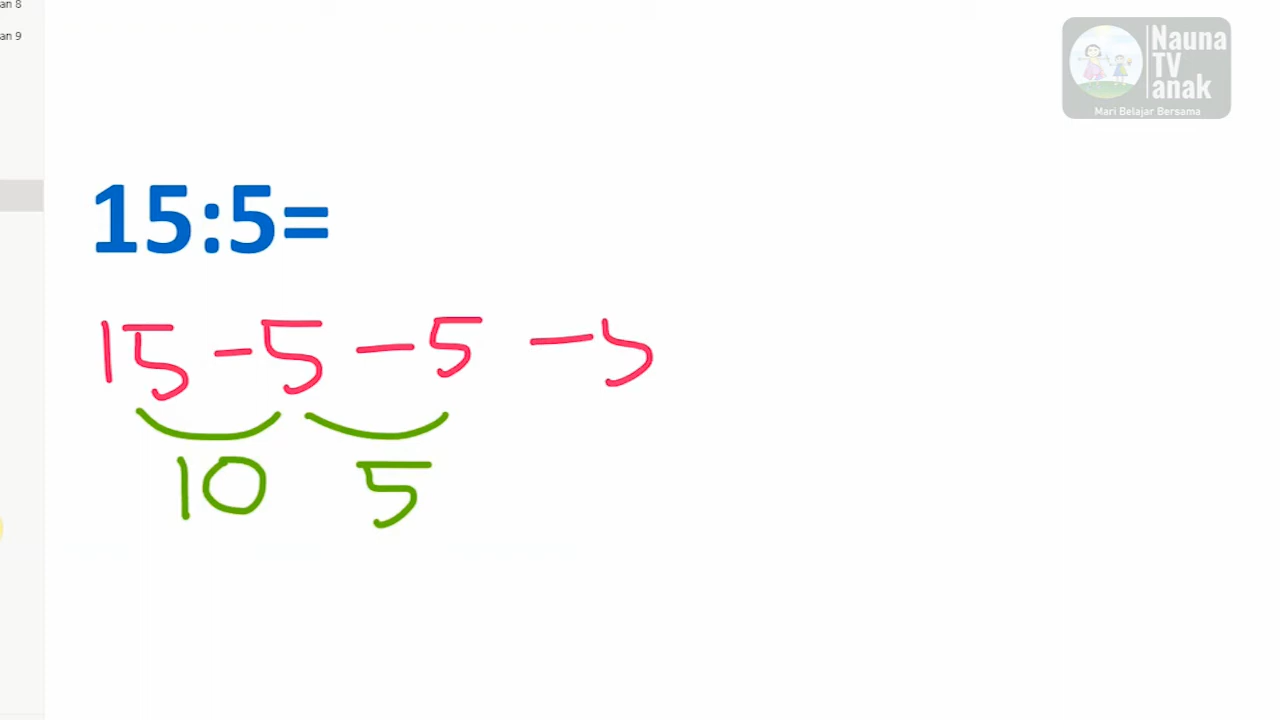 an 8
an 9
Nauna
TV
anak
Mari Belajar Bersama
15:5=
15 - 5 - 5 - 5
10 5